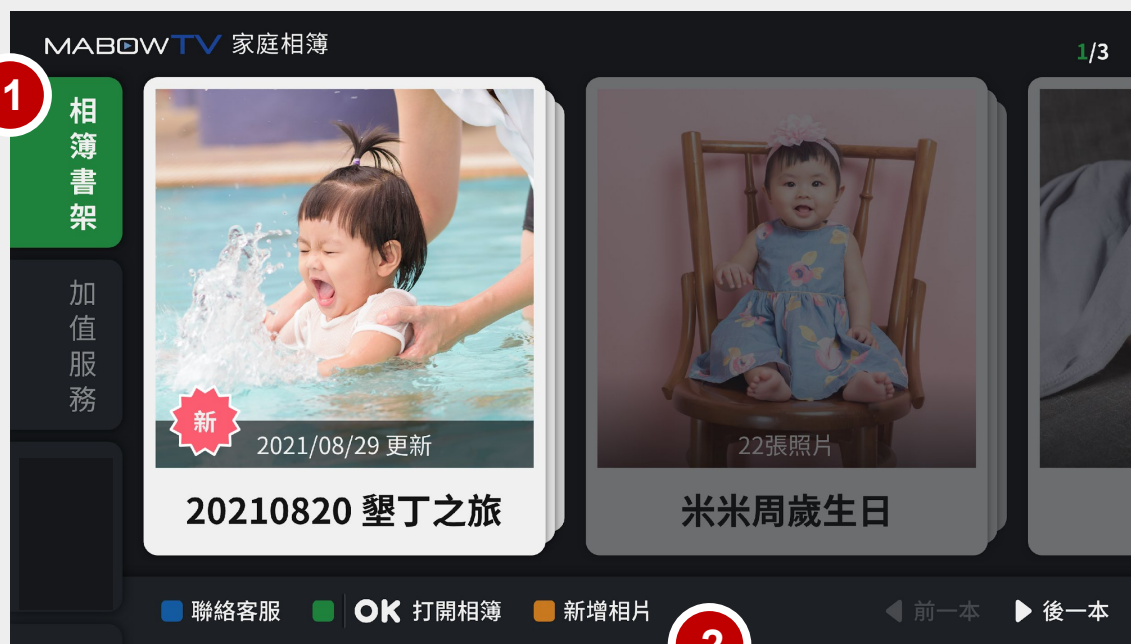 MABOWTV 家庭相簿
1/3
1
相簿書架
加值服務
新
2021/08/29 更新
20210820 墾丁之旅
22張照片
米米周歲生日
聯絡客服
OK 打開相簿
新增相片
前一本
後一本
2